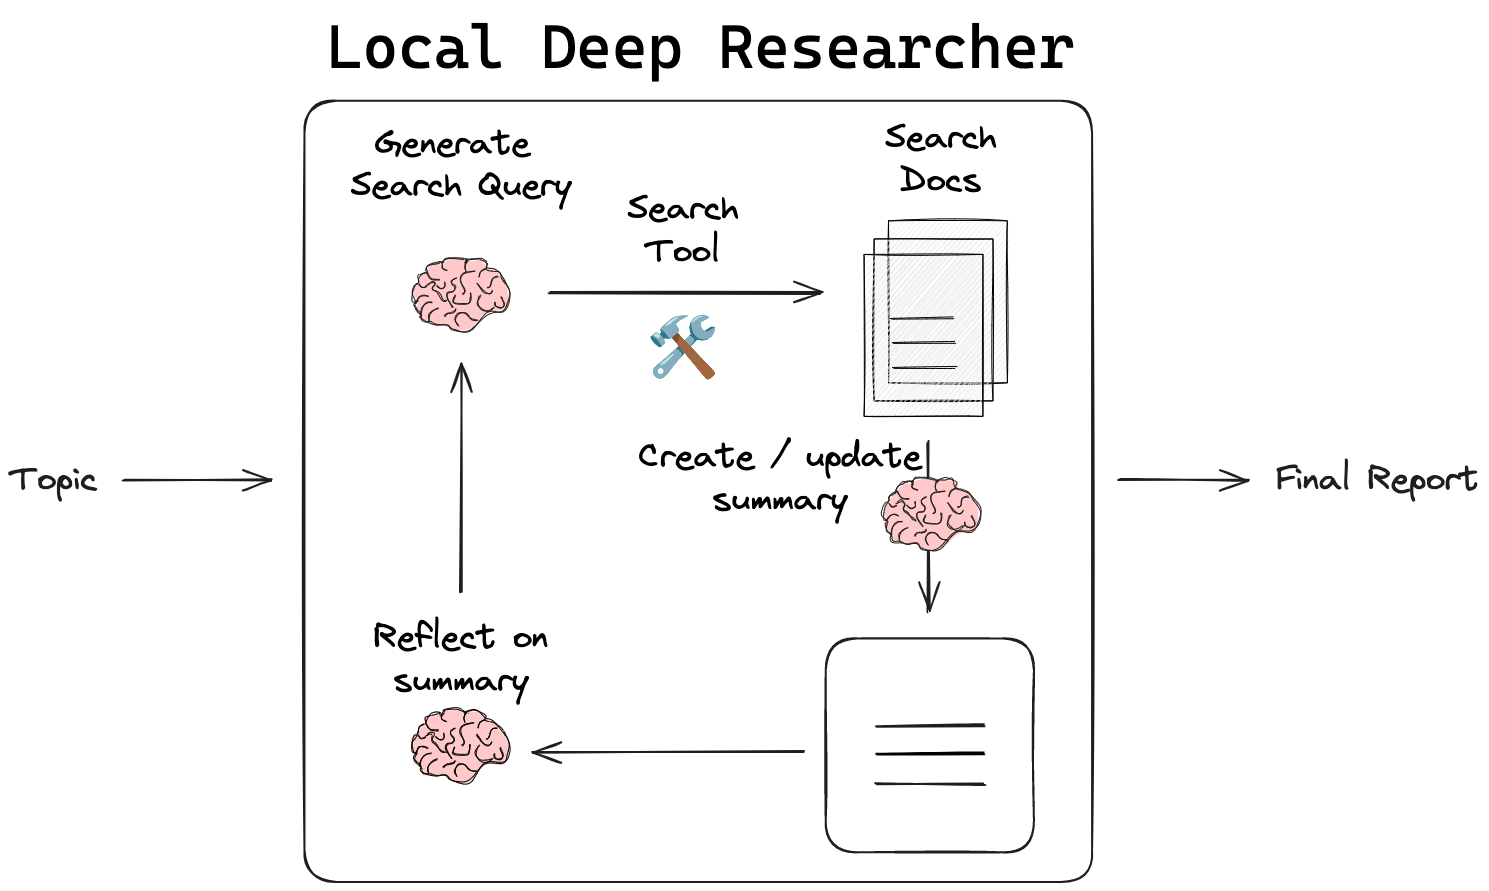 Local Deep Researcher
Generate
Search Query
Search
Tool
Search
Docs
Create / update
summary
Topic
Final Report
Reflect on
summary